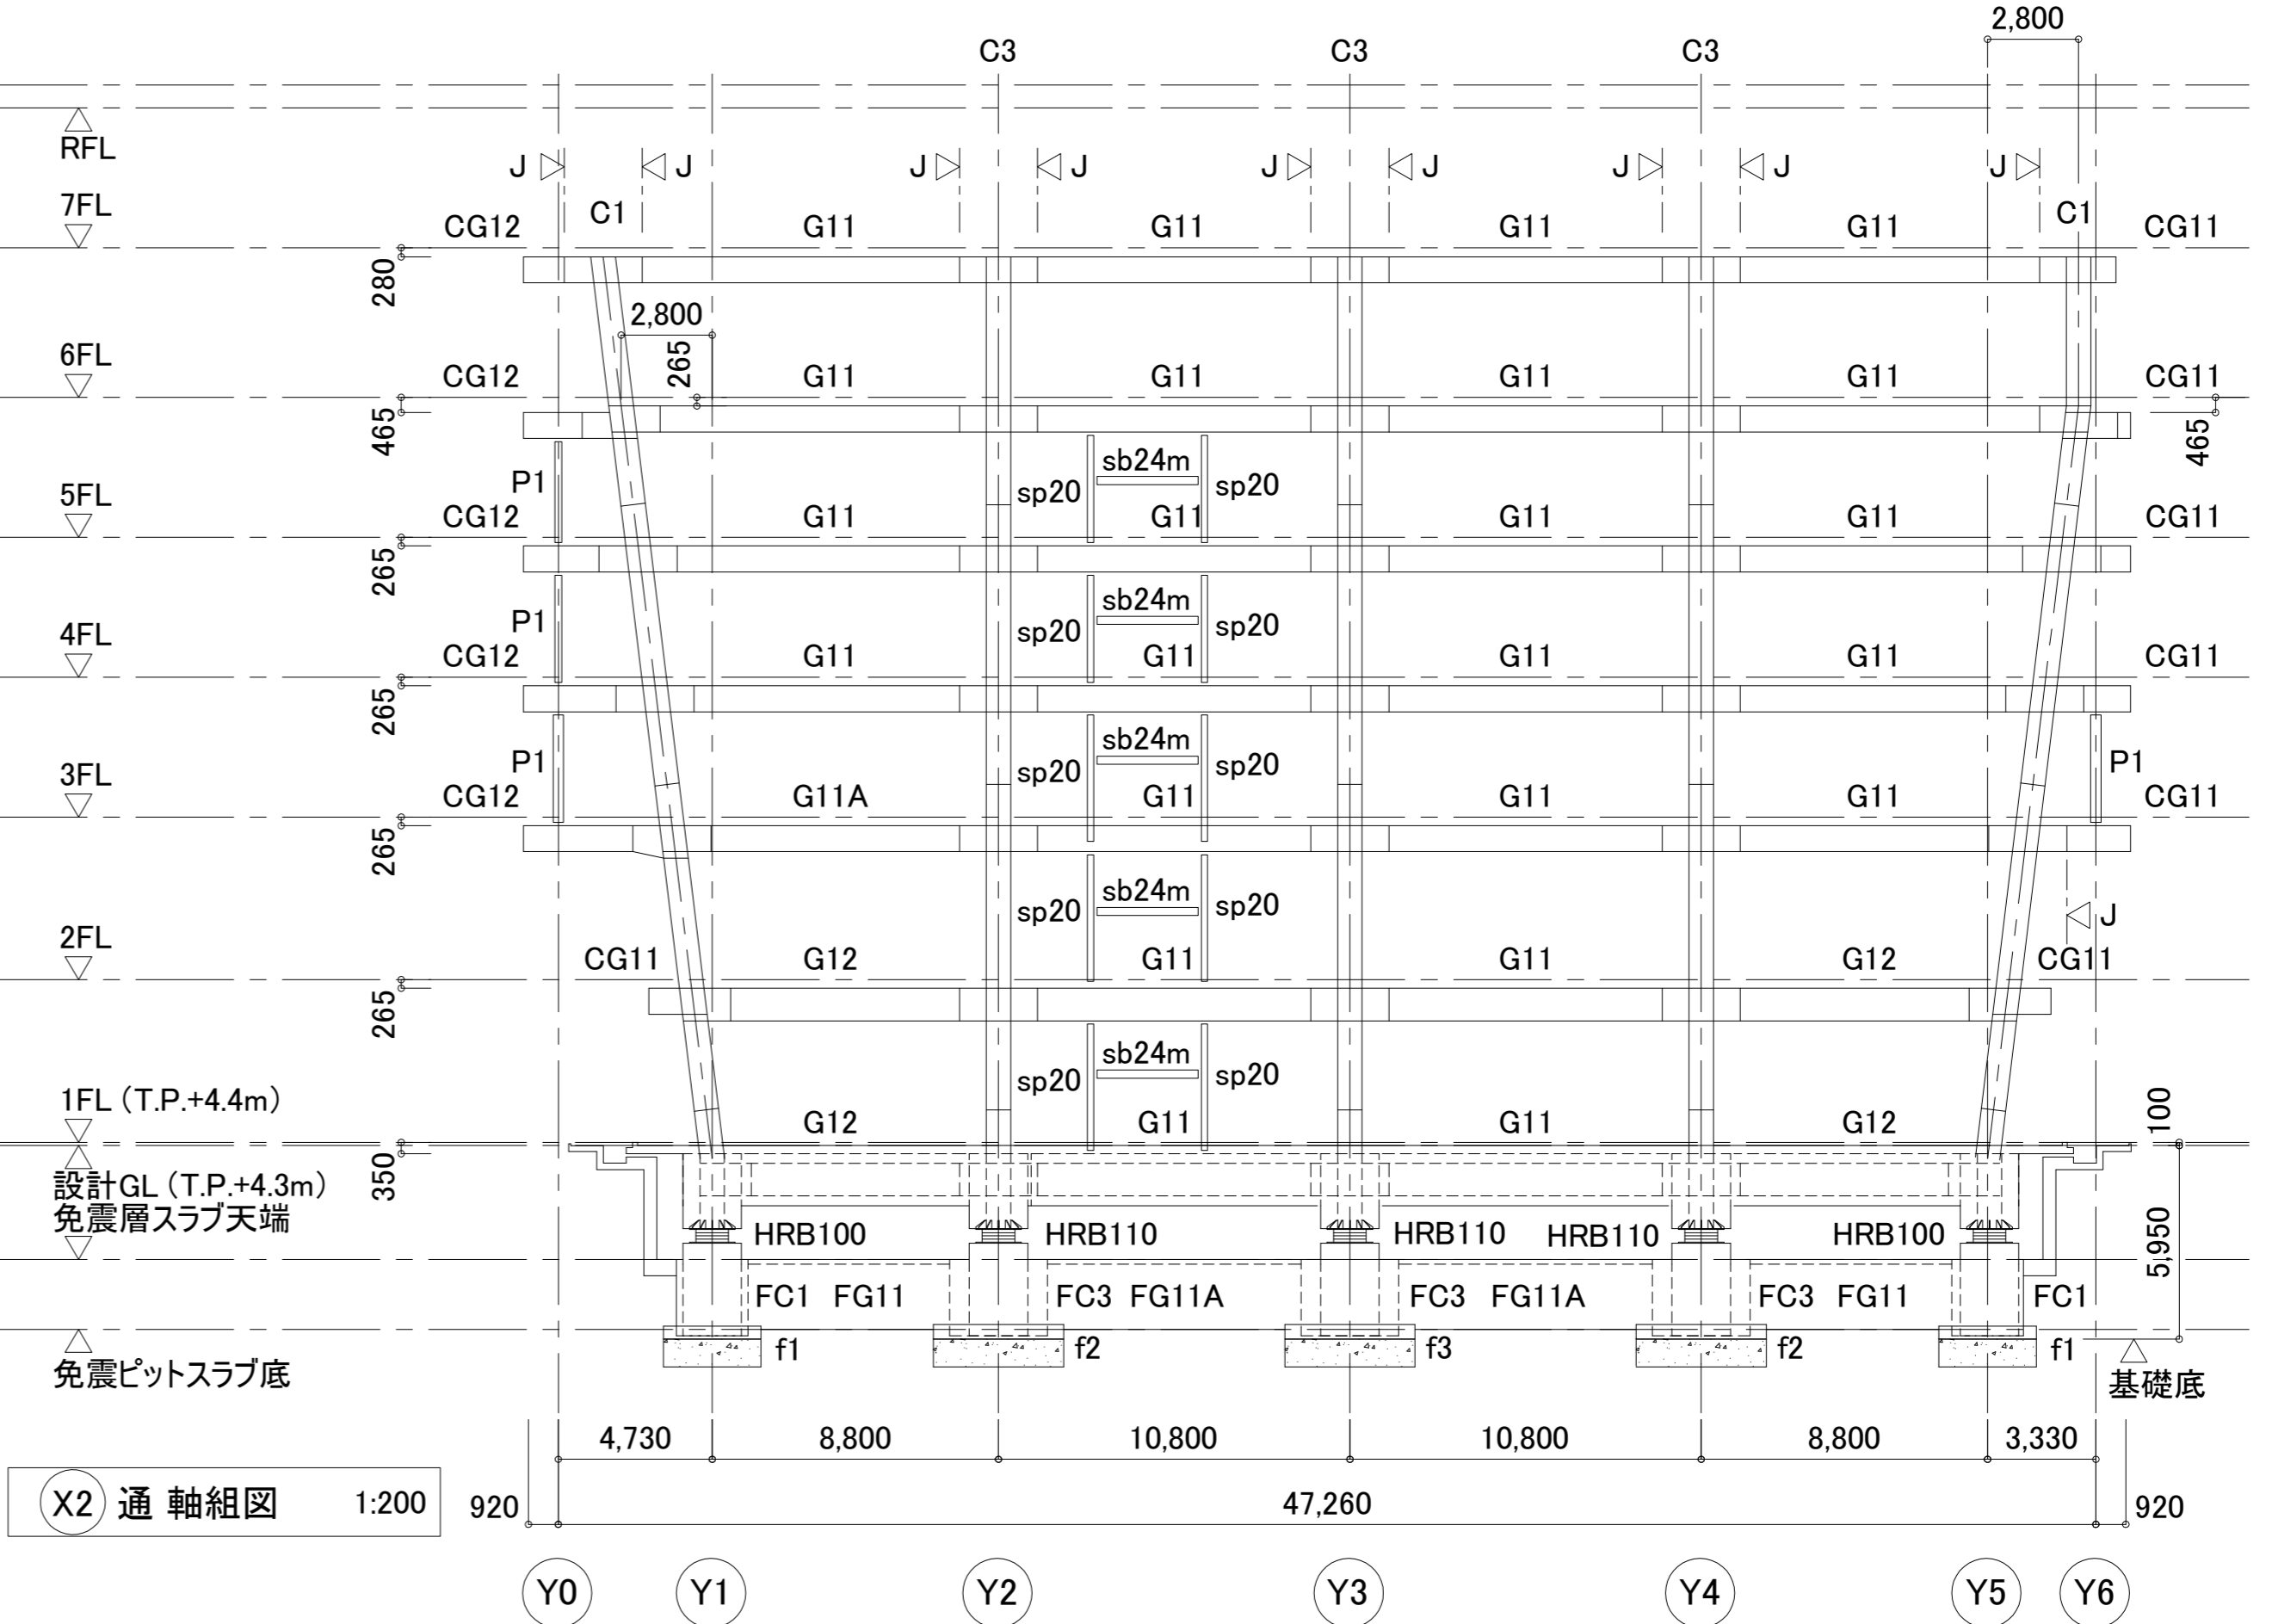 2,800
C3 C3 C3
RFL
J J J J J J J J J
7FL
C1 C1
CG12 G11 G11 G11 G11 CG11
280
2,800
6FL
265
CG12 G11 G11 G11 G11 CG11
465 465
sb24m
P1 sp20 sp20
5FL
CG12 G11 G11 G11 G11 CG11
265
sb24m
P1 sp20 sp20
4FL
CG12 G11 G11 G11 G11 CG11
265
sb24m
P1 sp20 sp20 P1
3FL
CG12 G11A G11 G11 G11 CG11
265
sb24m
sp20 sp20 J
2FL
CG11 G12 G11 G11 G12 CG11
265
sb24m
sp20 sp20
1FL (T.P.+4.4m)
G12 G11 G11 G12 100
350
設計GL (T.P.+4.3m)
免震層スラブ天端
HRB100 HRB110 HRB110 HRB110 HRB100
5,950
FC1 FG11 FC3 FG11A FC3 FG11A FC3 FG11 FC1
f1 f2 f3 f2 f1
免震ピットスラブ底 基礎底
4,730 8,800 10,800 10,800 8,800 3,330
X2 通 軸組図 1:200
920 47,260 920
Y0 Y1 Y2 Y3 Y4 Y5 Y6